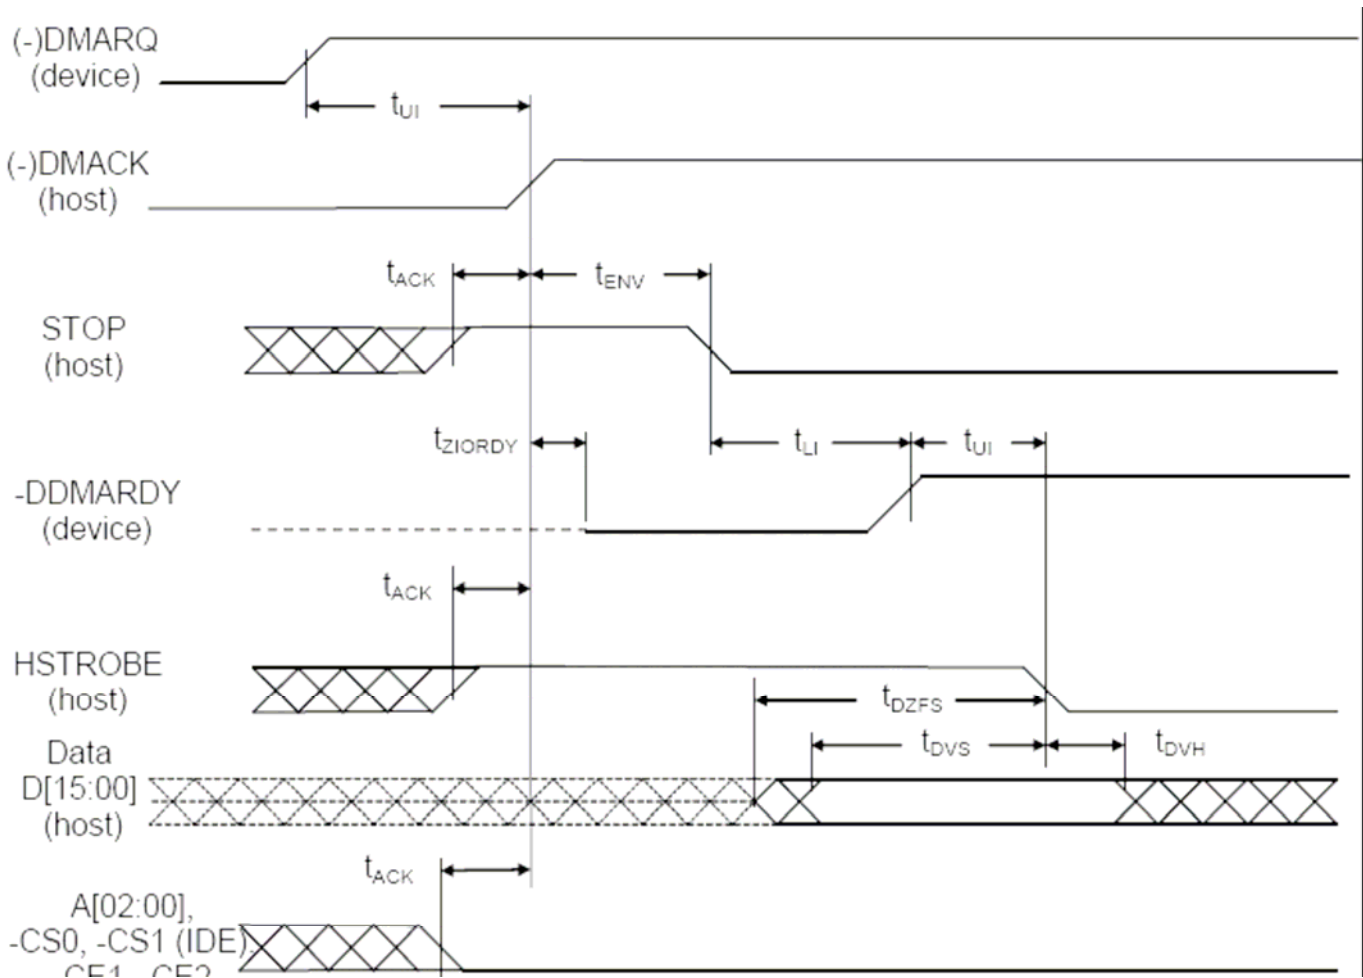 (-)DMARQ
(device)
tUI
(-)DMACK
(host)
tACK
tENV
STOP
(host)
tZIORDY
tLI
tUI
-DDMARDY
(device)
tACK
HSTROBE
(host)
tDZFS
Data
tDVS
tDVH
D[15:00]
(host)
tACK
A[02:00],
-CS0, -CS1 (IDE)